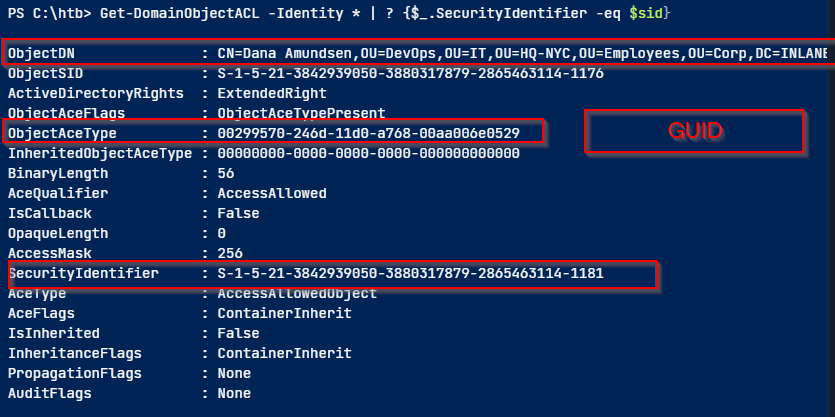 PS C:\htb> Get-DomainObjectACL -Identity * | ? {$_.SecurityIdentifier -eq $sid}
ObjectDN : CN=Dana Amundsen,OU=DevOps,OU=IT,OU=HQ-NYC,OU=Employees,OU=Corp,DC=INLANE
ObjectSID : S-1-5-21-3842939050-3880317879-2865463114-1176
ActiveDirectoryRights : ExtendedRight
ObjectAceFlags : ObjectAceTypePresent
ObjectAceType : 00299570-246d-11d0-a768-00aa006e0529
GUID
InheritedObjectAceType : 00000000-0000-0000-0000-000000000000
BinaryLength : 56
AceQualifier : AccessAllowed
IsCallback : False
OpaqueLength : 0
AccessMask : 256
SecurityIdentifier : S-1-5-21-3842939050-3880317879-2865463114-1181
AceType : AccessAllowedObject
AceFlags : ContainerInherit
IsInherited : False
InheritanceFlags : ContainerInherit
PropagationFlags : None
AuditFlags : None